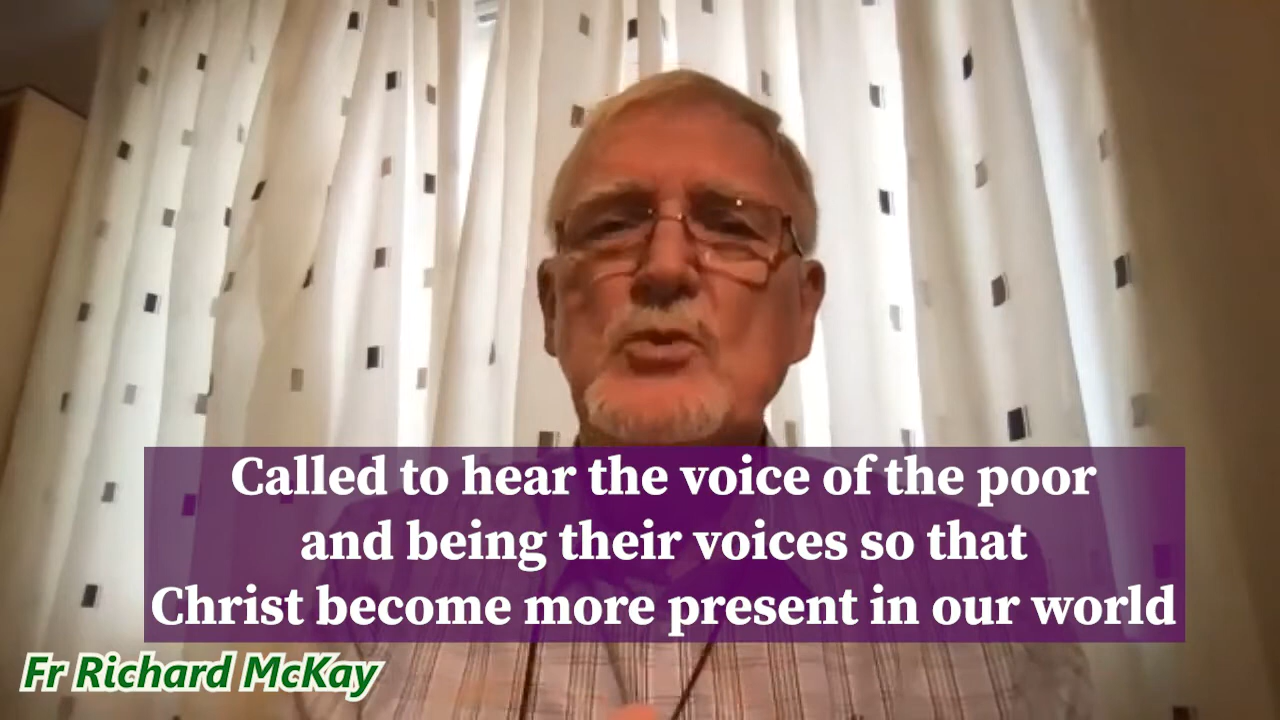 Called to hear the voice of the poor
and being their voices so that
Christ become more present in our world
Fr Richard McKay